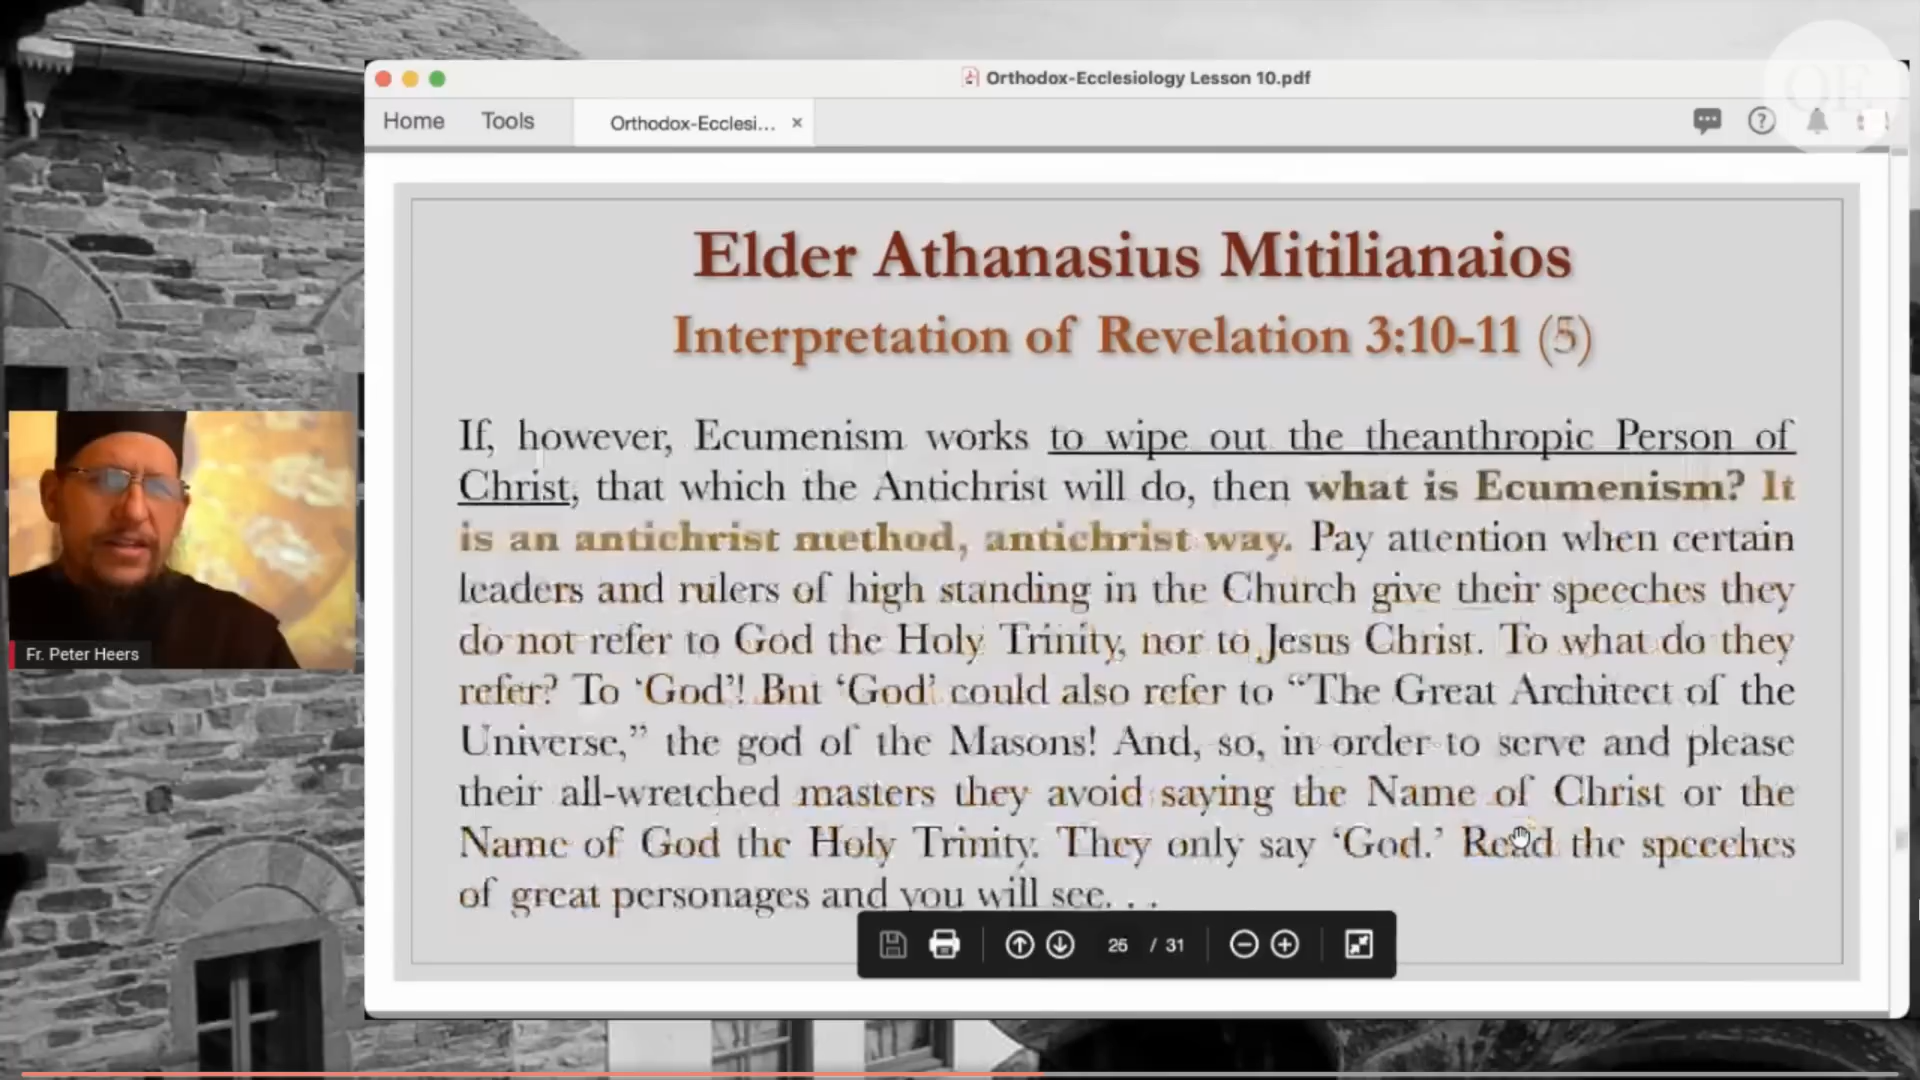 Orthodox-Ecclesiology Lesson 10.pdf
Home Tools Orthodox-Ecclesi... ×
OE
Elder Athanasius Mitilianaios
Interpretation of Revelation 3:10-11 (5)
If, however, Ecumenism works to wipe out the theanthropic Person of
Christ, that which the Antichrist will do, then what is Ecumenism? It
is an antichrist method, antichrist way. Pay attention when certain
leaders and rulers of high standing in the Church give their speeches they
do not refer to God the Holy Trinity, nor to Jesus Christ. To what do they
refer? To ‘God’! But ‘God’ could also refer to “The Great Architect of the
Universe,” the god of the Masons! And, so, in order to serve and please
their all-wretched masters they avoid saying the Name of Christ or the
Name of God the Holy Trinity. They only say ‘God.’ Read the speeches
of great personages and you will see. . .
Fr. Peter Heers
26 / 31